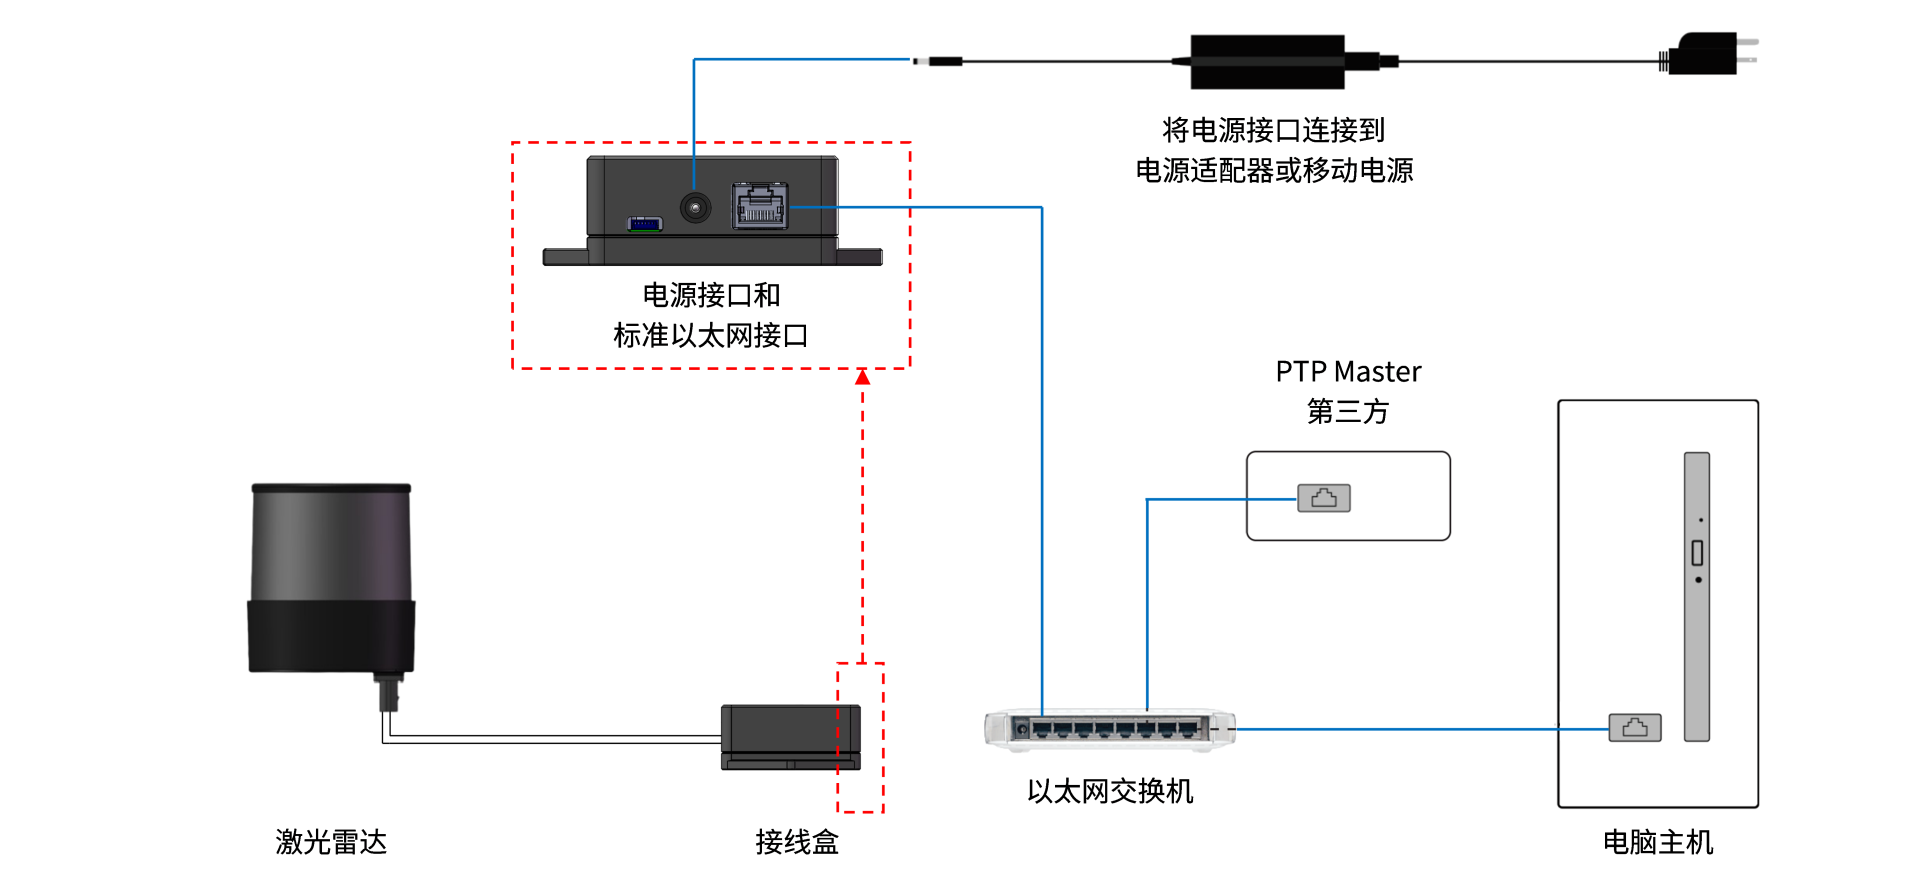 将电源接口连接到
电源适配器或移动电源
电源接口和
标准以太网接口
PTP Master
第三方
以太网交换机
激光雷达
接线盒
电脑主机